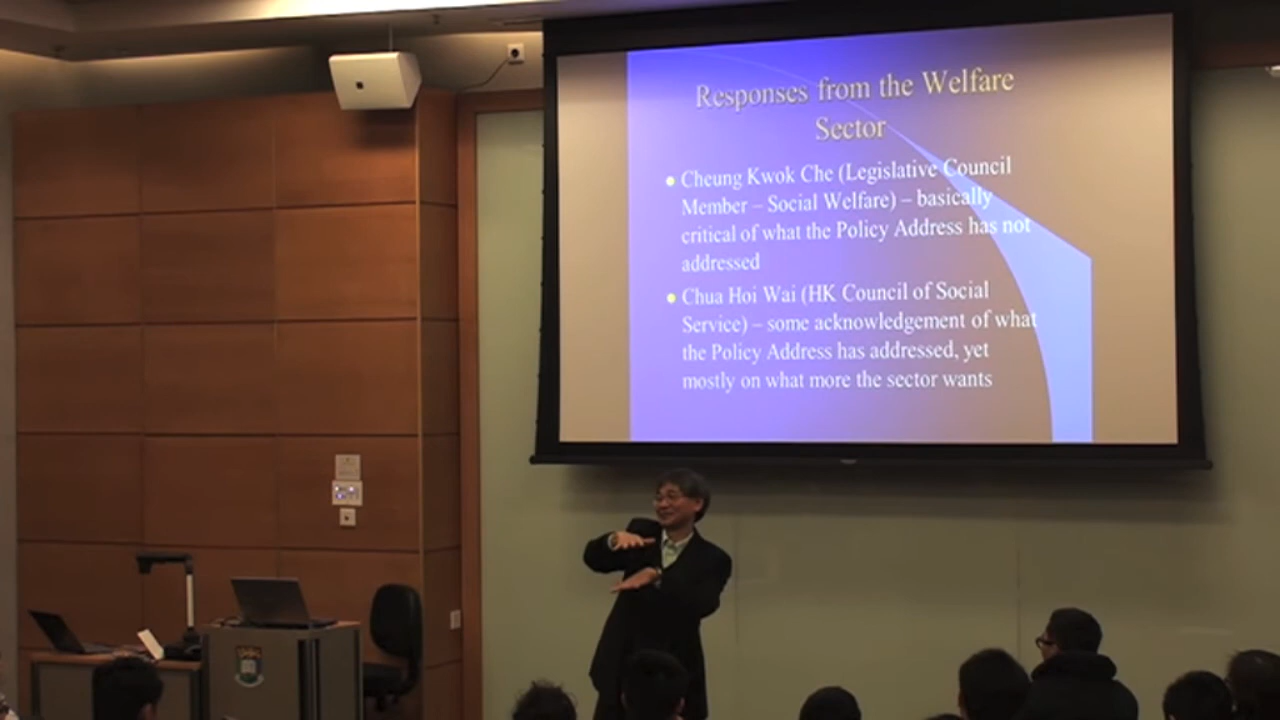 Responses from the Welfare
Sector
Cheung Kwok Che (Legislative Council
Member – Social Welfare) – basically
critical of what the Policy Address has not
addressed
Chua Hoi Wai (HK Council of Social
Service) – some acknowledgement of what
the Policy Address has addressed, yet
mostly on what more the sector wants